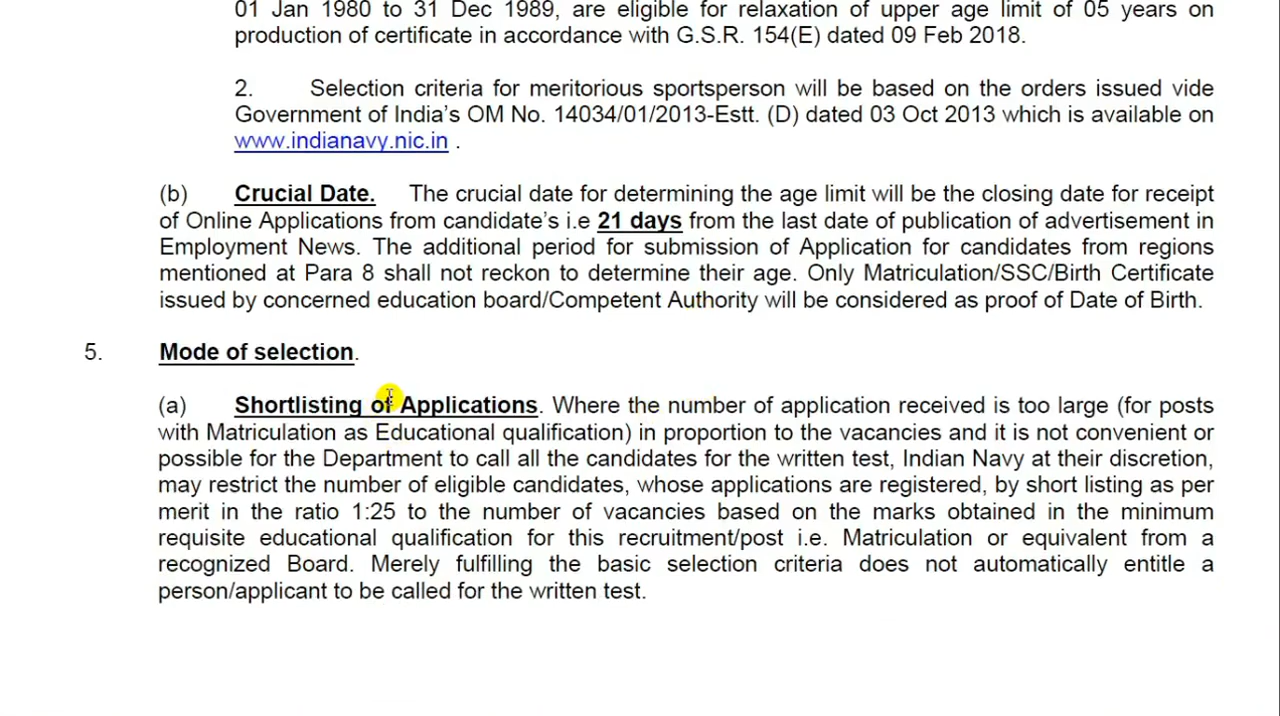 01 Jan 1980 to 31 Dec 1989, are eligible for relaxation of upper age limit of 05 years on
production of certificate in accordance with G.S.R. 154(E) dated 09 Feb 2018.
2. Selection criteria for meritorious sportsperson will be based on the orders issued vide
Government of India's OM No. 14034/01/2013-Estt. (D) dated 03 Oct 2013 which is available on
www.indianavy.nic.in .
(b) Crucial Date. The crucial date for determining the age limit will be the closing date for receipt
of Online Applications from candidate's i.e 21 days from the last date of publication of advertisement in
Employment News. The additional period for submission of Application for candidates from regions
mentioned at Para 8 shall not reckon to determine their age. Only Matriculation/SSC/Birth Certificate
issued by concerned education board/Competent Authority will be considered as proof of Date of Birth.
5. Mode of selection.
(a) Shortlisting of Applications. Where the number of application received is too large (for posts
with Matriculation as Educational qualification) in proportion to the vacancies and it is not convenient or
possible for the Department to call all the candidates for the written test, Indian Navy at their discretion,
may restrict the number of eligible candidates, whose applications are registered, by short listing as per
merit in the ratio 1:25 to the number of vacancies based on the marks obtained in the minimum
requisite educational qualification for this recruitment/post i.e. Matriculation or equivalent from a
recognized Board. Merely fulfilling the basic selection criteria does not automatically entitle a
person/applicant to be called for the written test.